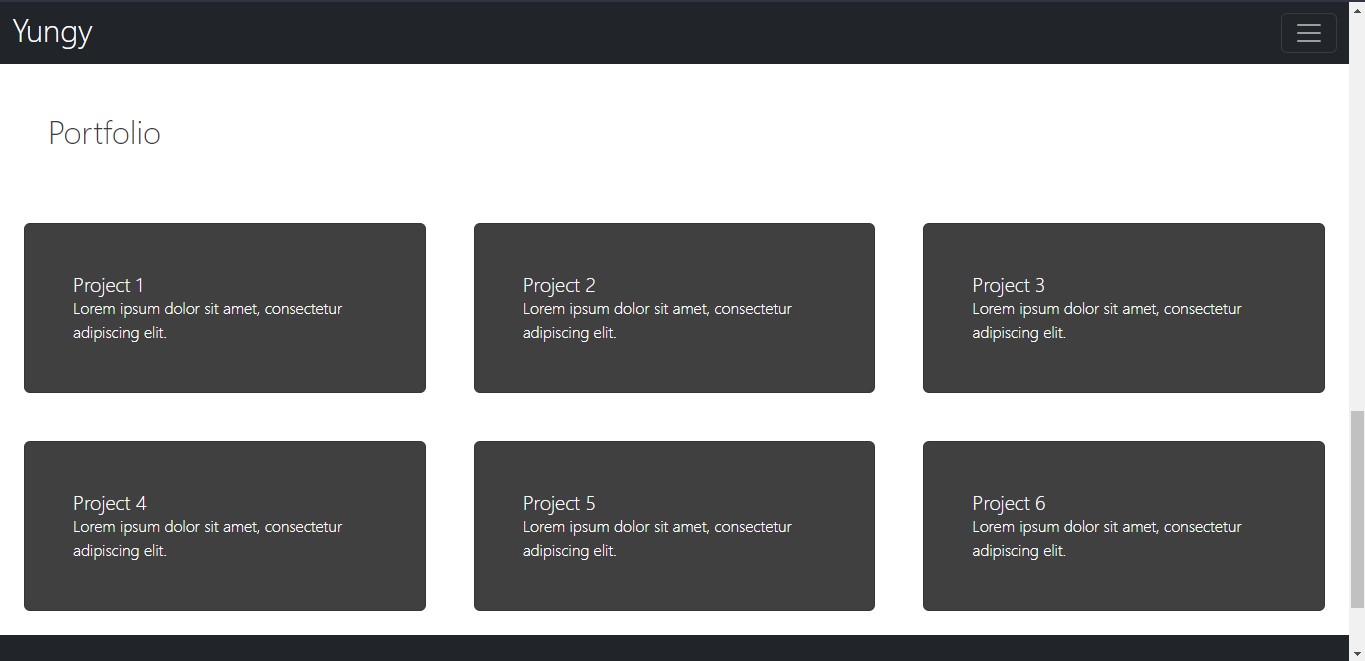 Yungy
Portfolio
Project 1
Lorem ipsum dolor sit amet, consectetur
adipiscing elit.
Project 2
Lorem ipsum dolor sit amet, consectetur
adipiscing elit.
Project 3
Lorem ipsum dolor sit amet, consectetur
adipiscing elit.
Project 4
Lorem ipsum dolor sit amet, consectetur
adipiscing elit.
Project 5
Lorem ipsum dolor sit amet, consectetur
adipiscing elit.
Project 6
Lorem ipsum dolor sit amet, consectetur
adipiscing elit.